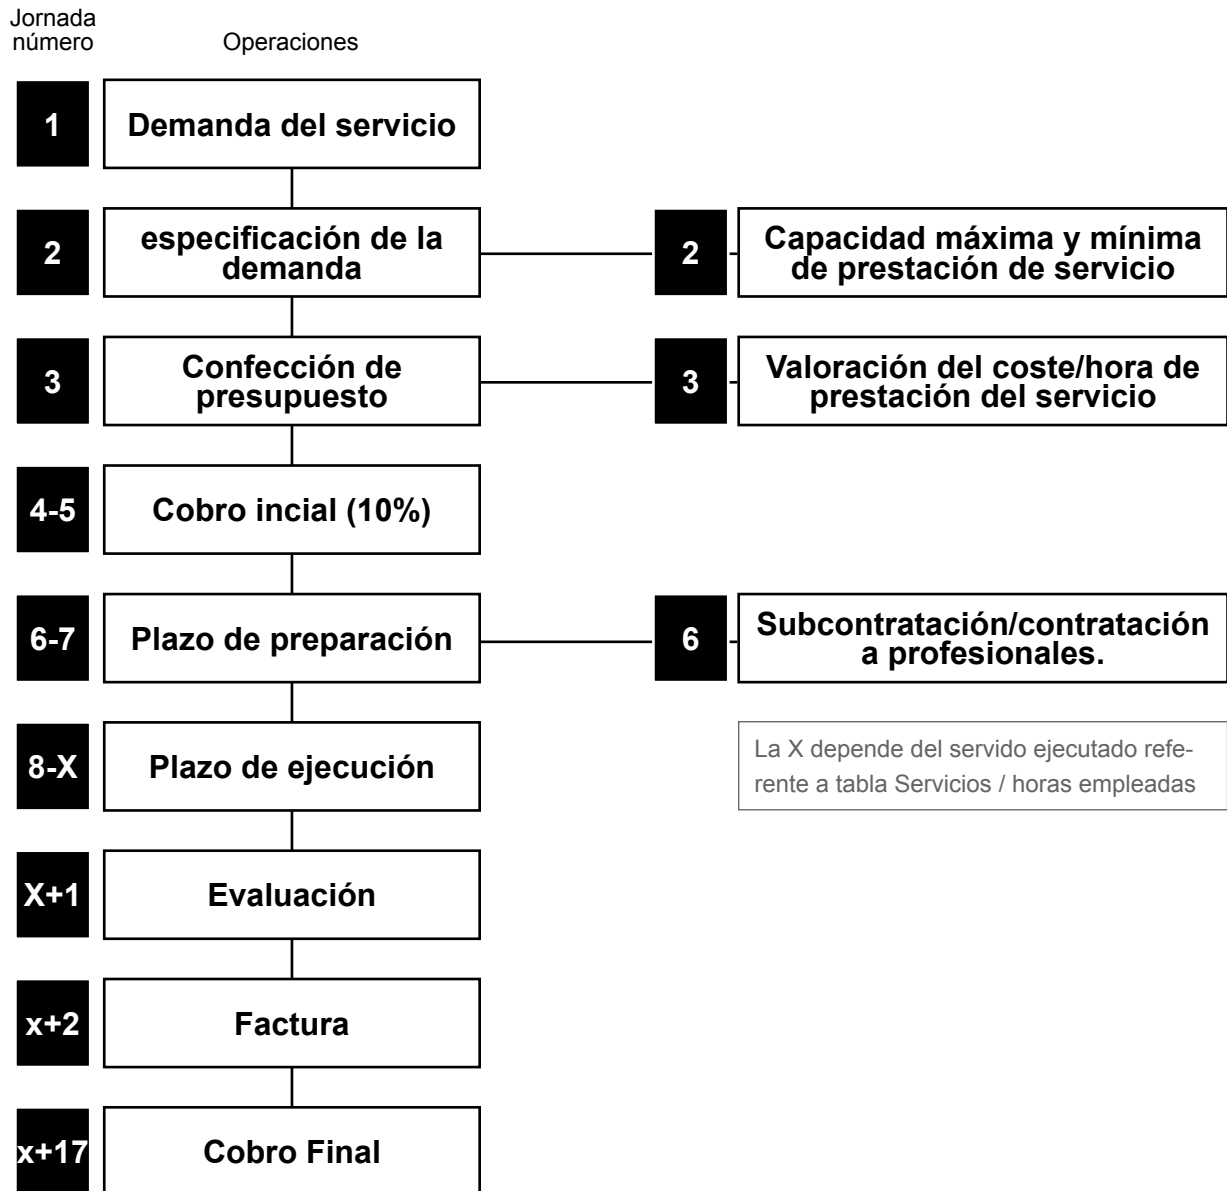 Jornada
número
Operaciones
1
Demanda del servicio
2
especificación de la
demanda
2
Capacidad máxima y mínima
de prestación de servicio
3
Confección de
presupuesto
3
Valoración del coste/hora de
prestación del servicio
4-5
Cobro incial (10%)
6-7
Plazo de preparación
6
Subcontratación/contratación
a profesionales.
8-X
Plazo de ejecución
La X depende del servido ejecutado refe-
rente a tabla Servicios / horas empleadas
X+1
Evaluación
x+2
Factura
x+17
Cobro Final